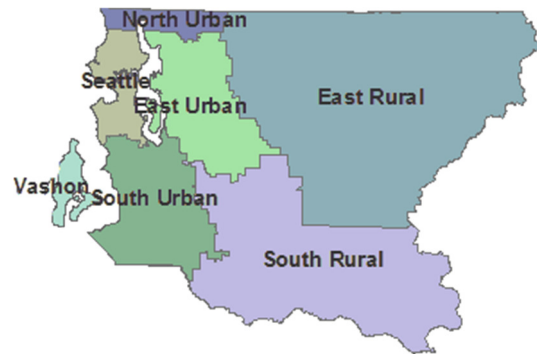 North Urban
Seattle
East Urban
East Rural
Vashon
South Urban
South Rural